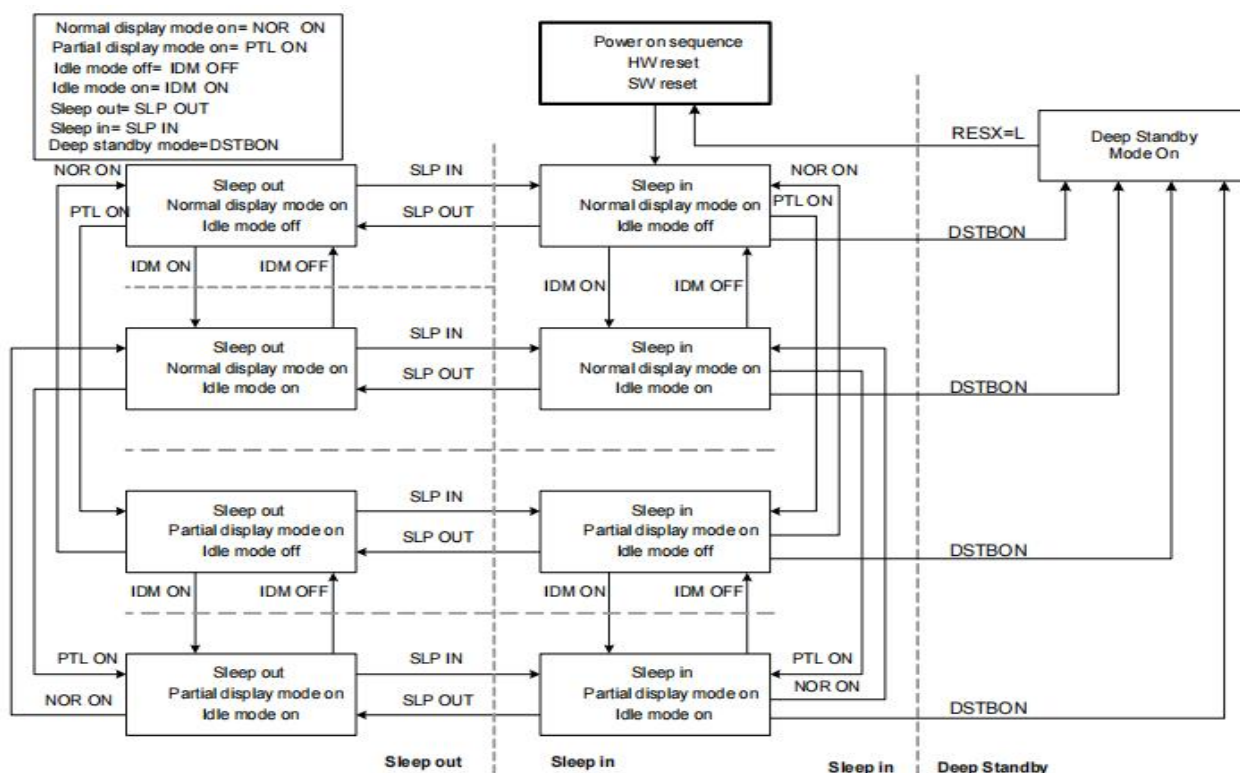 Normal display mode on= NOR ON
Partial display mode on= PTL ON
Idle mode off= IDM OFF
Idle mode on= IDM ON
Sleep out= SLP OUT
Sleep in= SLP IN
Deep standby mode=DSTBON
Power on sequence
HW reset
SW reset
RESX=L
Deep Standby
Mode On
NOR ON
PTL ON
Sleep out
Normal display mode on
Idle mode off
SLP IN
SLP OUT
Sleep in
Normal display mode on
Idle mode off
NOR ON
PTL ON
DSTBON
IDM ON
IDM OFF
IDM ON
IDM OFF
Sleep out
Normal display mode on
Idle mode on
SLP IN
SLP OUT
Sleep in
Normal display mode on
Idle mode on
DSTBON
Sleep out
Partial display mode on
Idle mode off
SLP IN
SLP OUT
Sleep in
Partial display mode on
Idle mode off
DSTBON
IDM ON
IDM OFF
IDM ON
IDM OFF
PTL ON
NOR ON
Sleep out
Partial display mode on
Idle mode on
SLP IN
SLP OUT
Sleep in
Partial display mode on
Idle mode on
PTL ON
NOR ON
DSTBON
Sleep out
Sleep in
Sleep in
Deep Standby